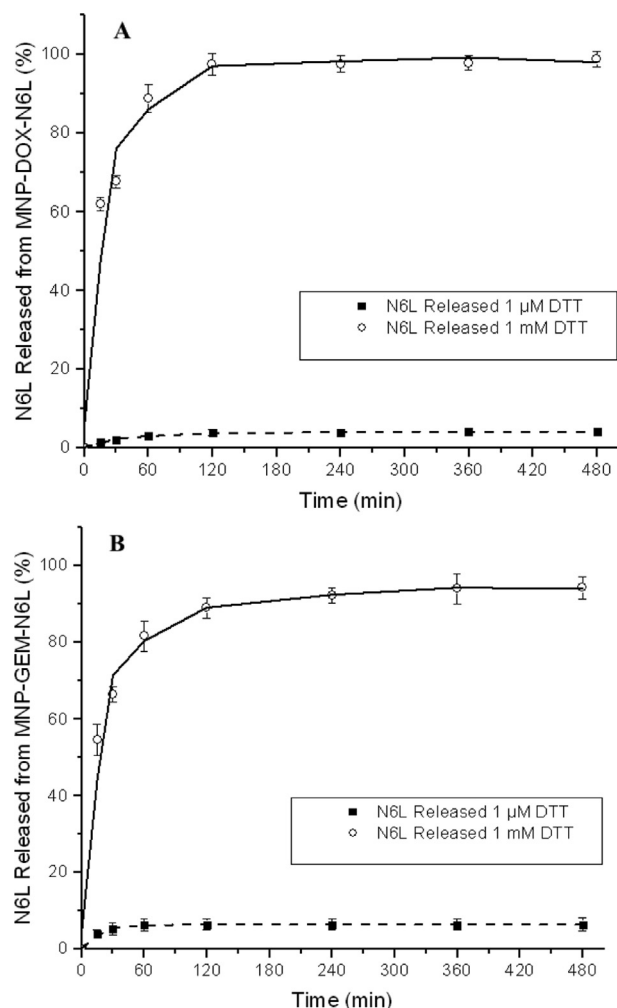 A
N6L Released from MNP-DOX-N6L (%)
100
80
60
40
20
0
N6L Released 1 µM DTT
N6L Released 1 mM DTT
0 60 120 180 240 300 360 420 480
Time (min)
B
N6L Released from MNP-GEM-N6L (%)
100
80
60
40
20
0
N6L Released 1 µM DTT
N6L Released 1 mM DTT
0 60 120 180 240 300 360 420 480
Time (min)